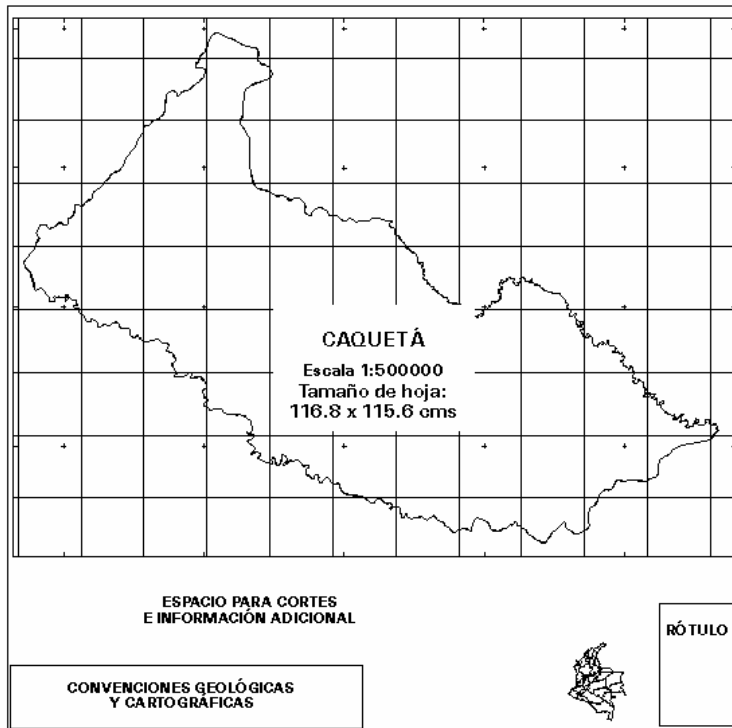 CAQUETÁ
Escala 1:500000
Tamaño de hoja:
116.8 x 115.6 cms
ESPACIO PARA CORTES
E INFORMACIÓN ADICIONAL
RÓTULO
CONVENCIONES GEOLÓGICAS
Y CARTOGRÁFICAS